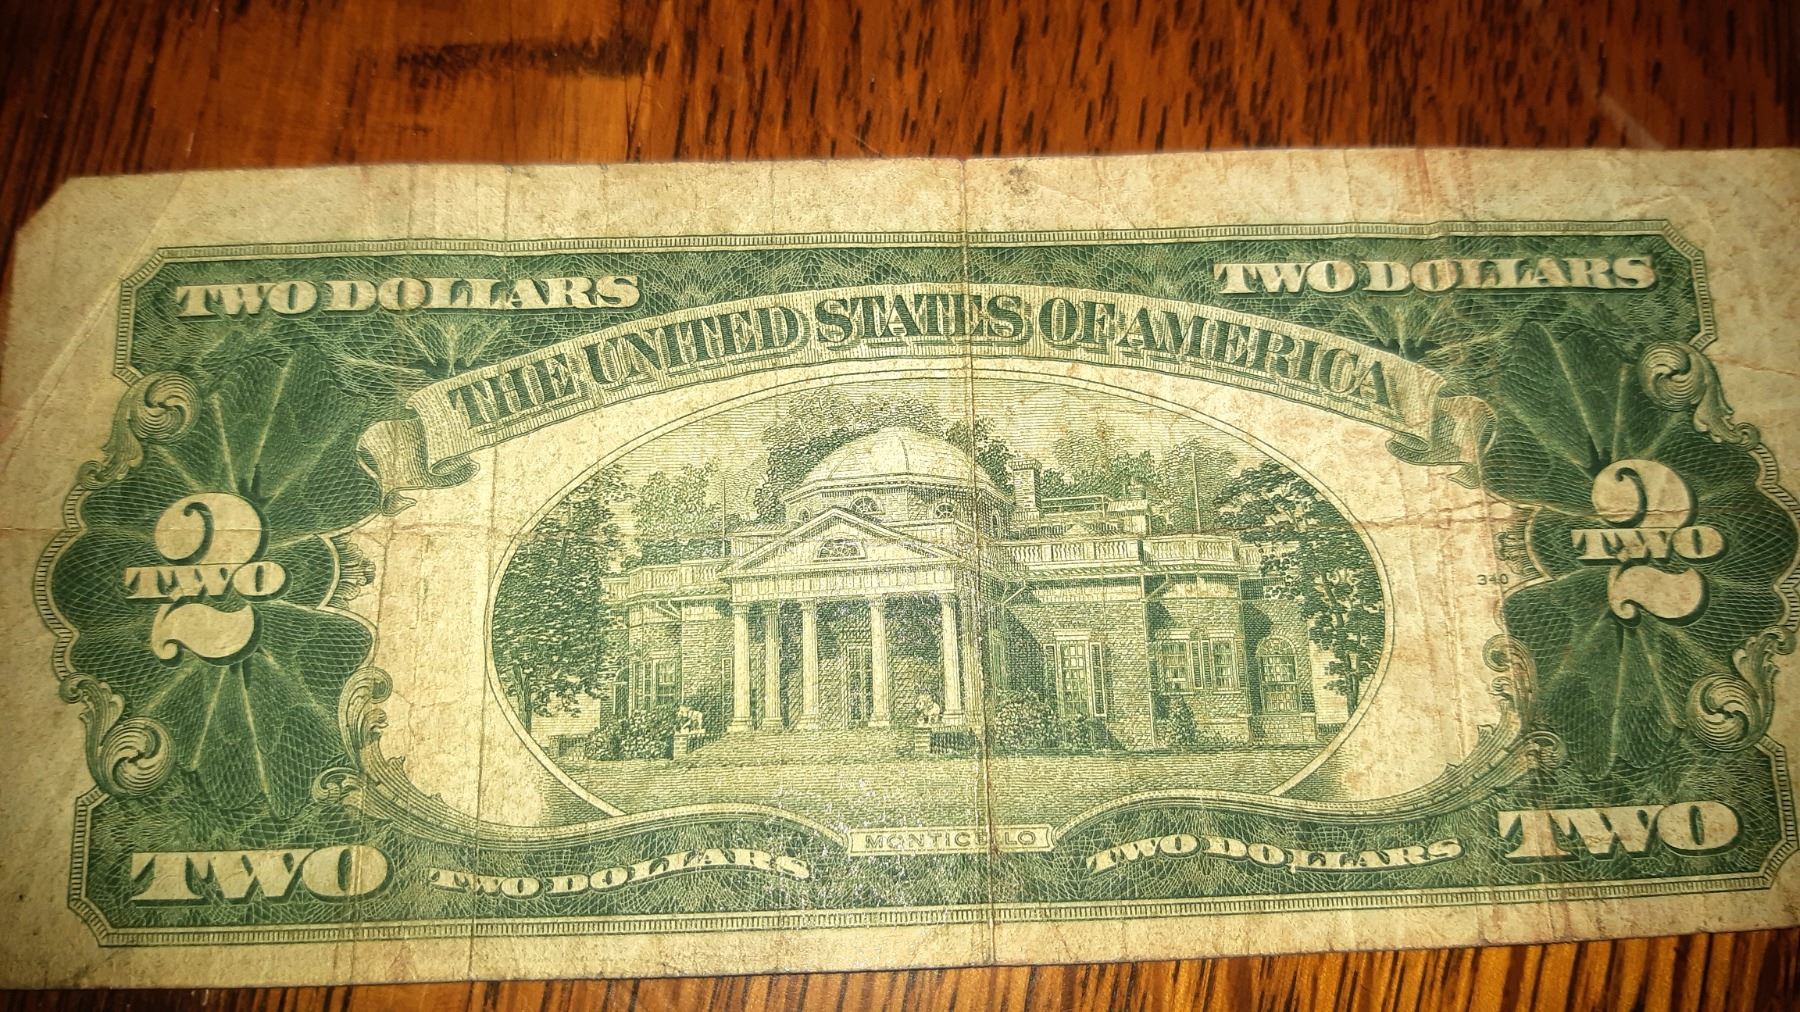 TWO DOLLARS TWO DOLLARS
THE UNITED STATES OF AMERICA
2 2
TWO TWO
340
MONTICELLO
TWO TWO DOLLARS TWO DOLLARS TWO